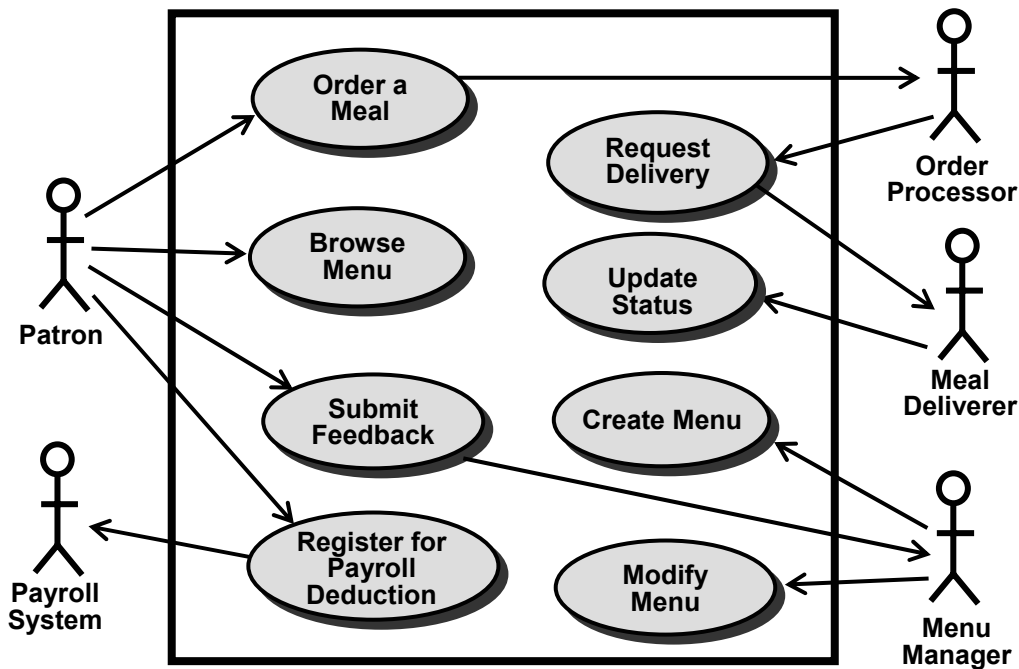 Order a
Meal
Request
Delivery
Order
Processor
Browse
Menu
Update
Status
Patron
Meal
Deliverer
Submit
Feedback
Create Menu
Register for
Payroll
Deduction
Modify
Menu
Payroll
System
Menu
Manager